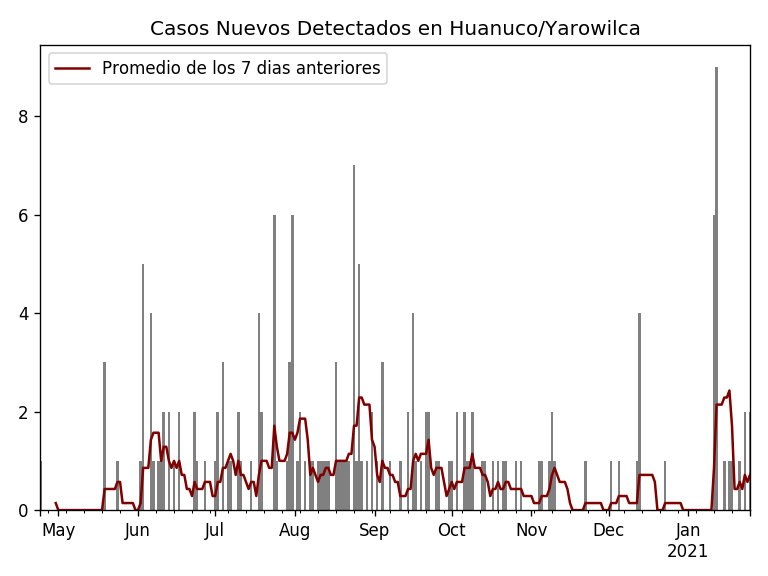 Casos Nuevos Detectados en Huanuco/Yarowilca
Promedio de los 7 dias anteriores
8
6
4
2
0
May Jun Jul Aug Sep Oct Nov Dec Jan
2021